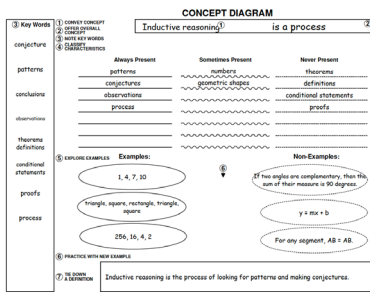 CONCEPT DIAGRAM
③ Key Words
① CONVEY CONCEPT
② OFFER OVERALL CONCEPT
③ NOTE KEY WORDS
④ CLASSIFY CHARACTERISTICS
Inductive reasoning① is a process ②
conjecture
patterns
conclusions
observations
theorems
definitions
conditional
statements
proofs
process
Always Present Sometimes Present Never Present
patterns numbers theorems
conjectures geometric shapes definitions
observations conditional statements
process proofs
⑤ EXPLORE EXAMPLES Examples: ⑥ Non-Examples:
1, 4, 7, 10
triangle, square, rectangle, triangle,
square
256, 16, 4, 2
If two angles are complementary, then the
sum of their measure is 90 degrees.
y = mx + b
For any segment, AB = AB.
⑥ PRACTICE WITH NEW EXAMPLE
⑦ TIE DOWN A DEFINITION
Inductive reasoning is the process of looking for patterns and making conjectures.